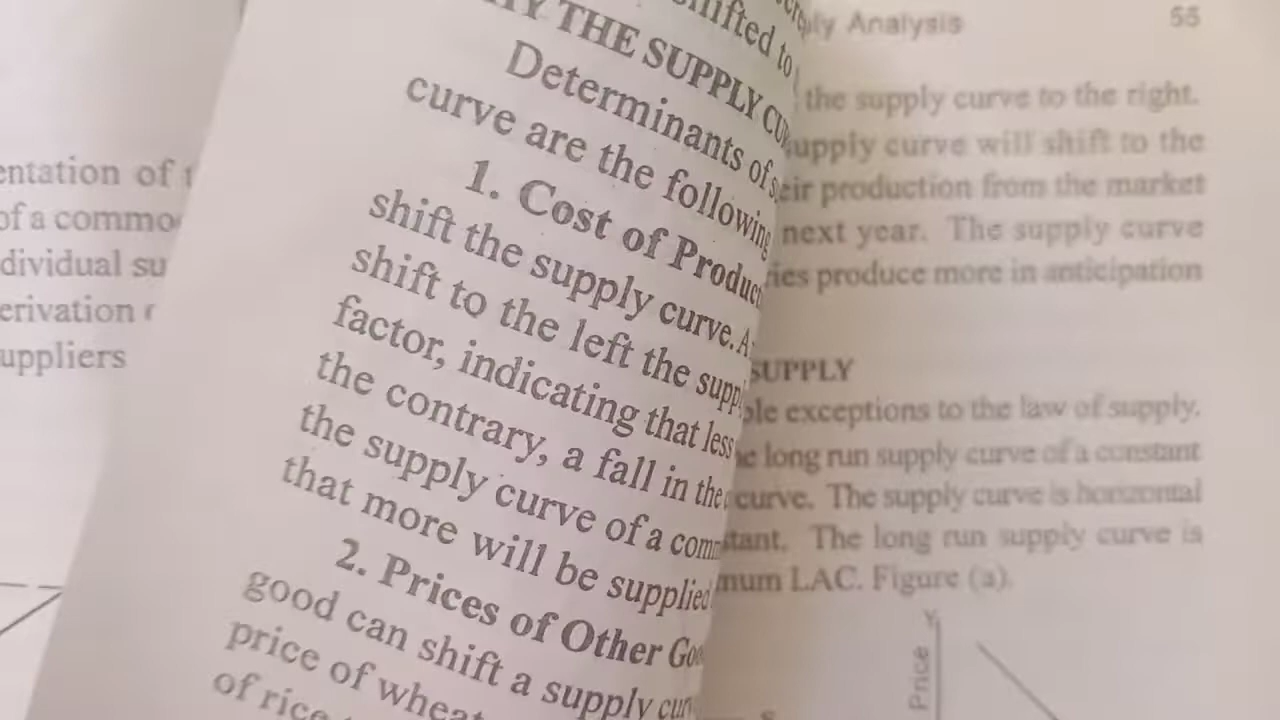 entation of
of a commo
dividual su
erivation
uppliers
shifted to
THE SUPPLY CU
Determinants of
curve are the following
1. Cost of Produc
shift the supply curve. A
shift to the left the supp
factor, indicating that less
the contrary, a fall in the
the supply curve of a com
that more will be supplied
2. Prices of Other Go
good can shift a supply cur
price of wheat
of rice
ply Analysis 55
the supply curve to the right.
supply curve will shift to the
eir production from the market
next year. The supply curve
ries produce more in anticipation
SUPPLY
ble exceptions to the law of supply.
e long run supply curve of a constant
curve. The supply curve is horizontal
stant. The long run supply curve is
mum LAC. Figure (a).
Y
Price